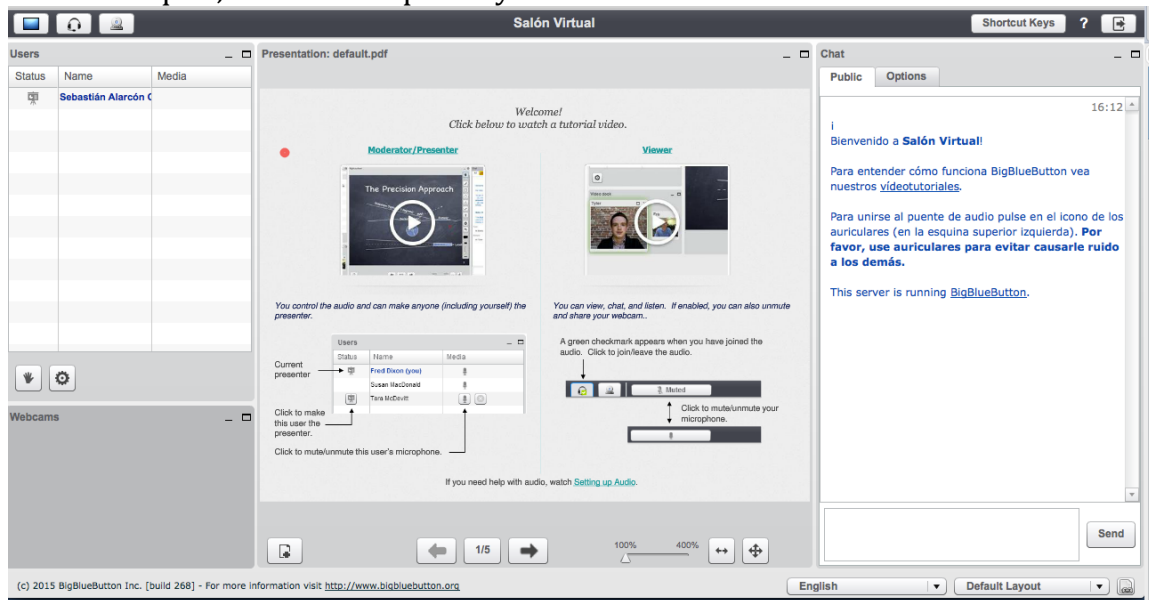 Salón Virtual
Shortcut Keys
?
Users
Status Name Media
Sebastián Alarcón
Webcams
Presentation: default.pdf
Welcome!
Click below to watch a tutorial video.
Moderator/Presenter
The Precision Approach
You control the audio and can make anyone (including yourself) the
presenter.
Users
Status Name Media
Current
presenter
Fred Dixon (you)
Susan MacDonald
Tara McDevitt
Click to make
this user the
presenter.
Click to mute/unmute this user's microphone.
Viewer
You can view, chat, and listen. If enabled, you can also unmute
and share your webcam..
A green checkmark appears when you have joined the
audio. Click to join/leave the audio.
Muted
Click to mute/unmute your
microphone.
If you need help with audio, watch Setting up Audio.
1/5
100% 400%
Chat
Public Options
16:12
¡
Bienvenido a Salón Virtual!
Para entender cómo funciona BigBlueButton vea
nuestros vídeotutoriales.
Para unirse al puente de audio pulse en el icono de los
auriculares (en la esquina superior izquierda). Por
favor, use auriculares para evitar causarle ruido
a los demás.
This server is running BigBlueButton.
Send
(c) 2015 BigBlueButton Inc. [build 268] - For more information visit http://www.bigbluebutton.org
English
Default Layout